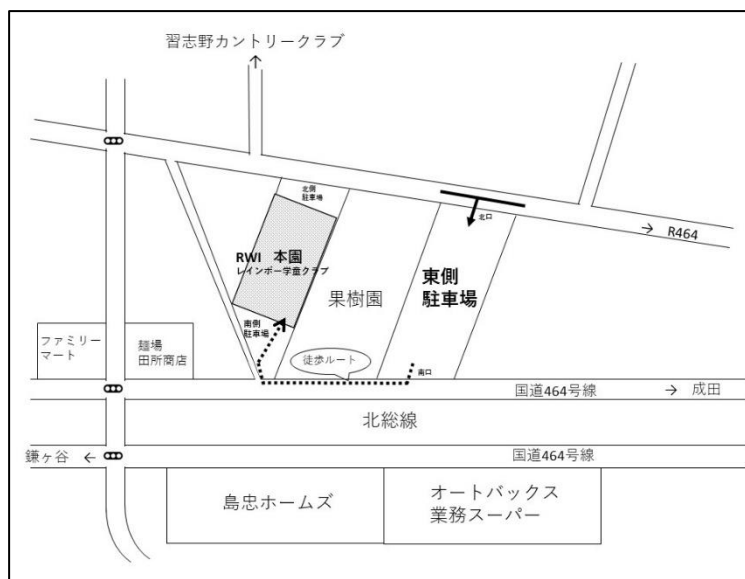 習志野カントリークラブ
北側
駐車場
北口
R464
RWI 本園
レインボー学童クラブ
果樹園
東側
駐車場
南側
駐車場
ファミリー
マート
麵場
田所商店
徒歩ルート
南口
国道464号線
成田
北総線
鎌ヶ谷
国道464号線
島忠ホームズ
オートバックス
業務スーパー